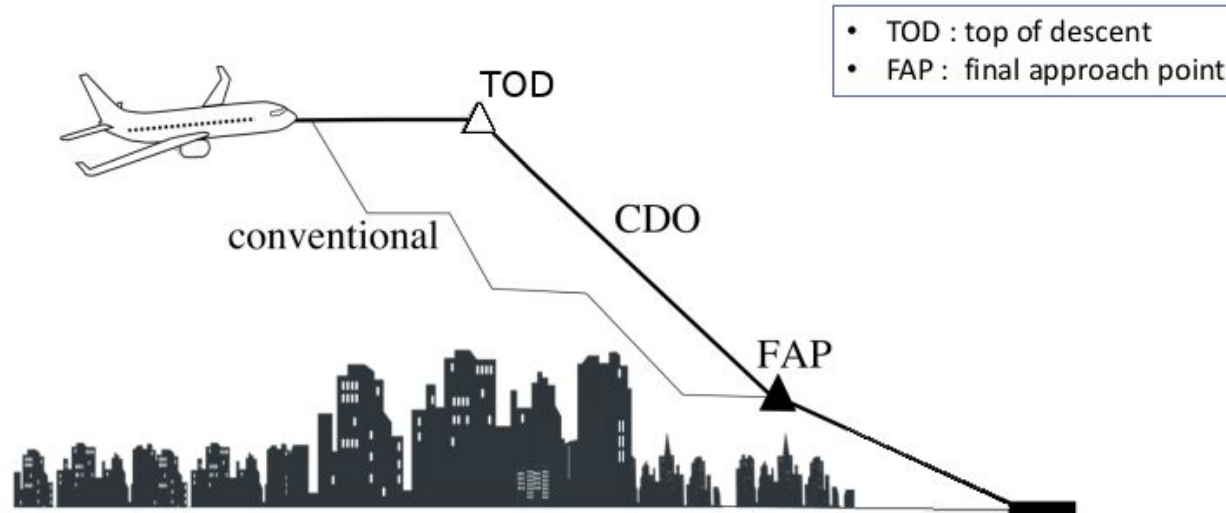 • TOD : top of descent
• FAP : final approach point
TOD
CDO
conventional
FAP